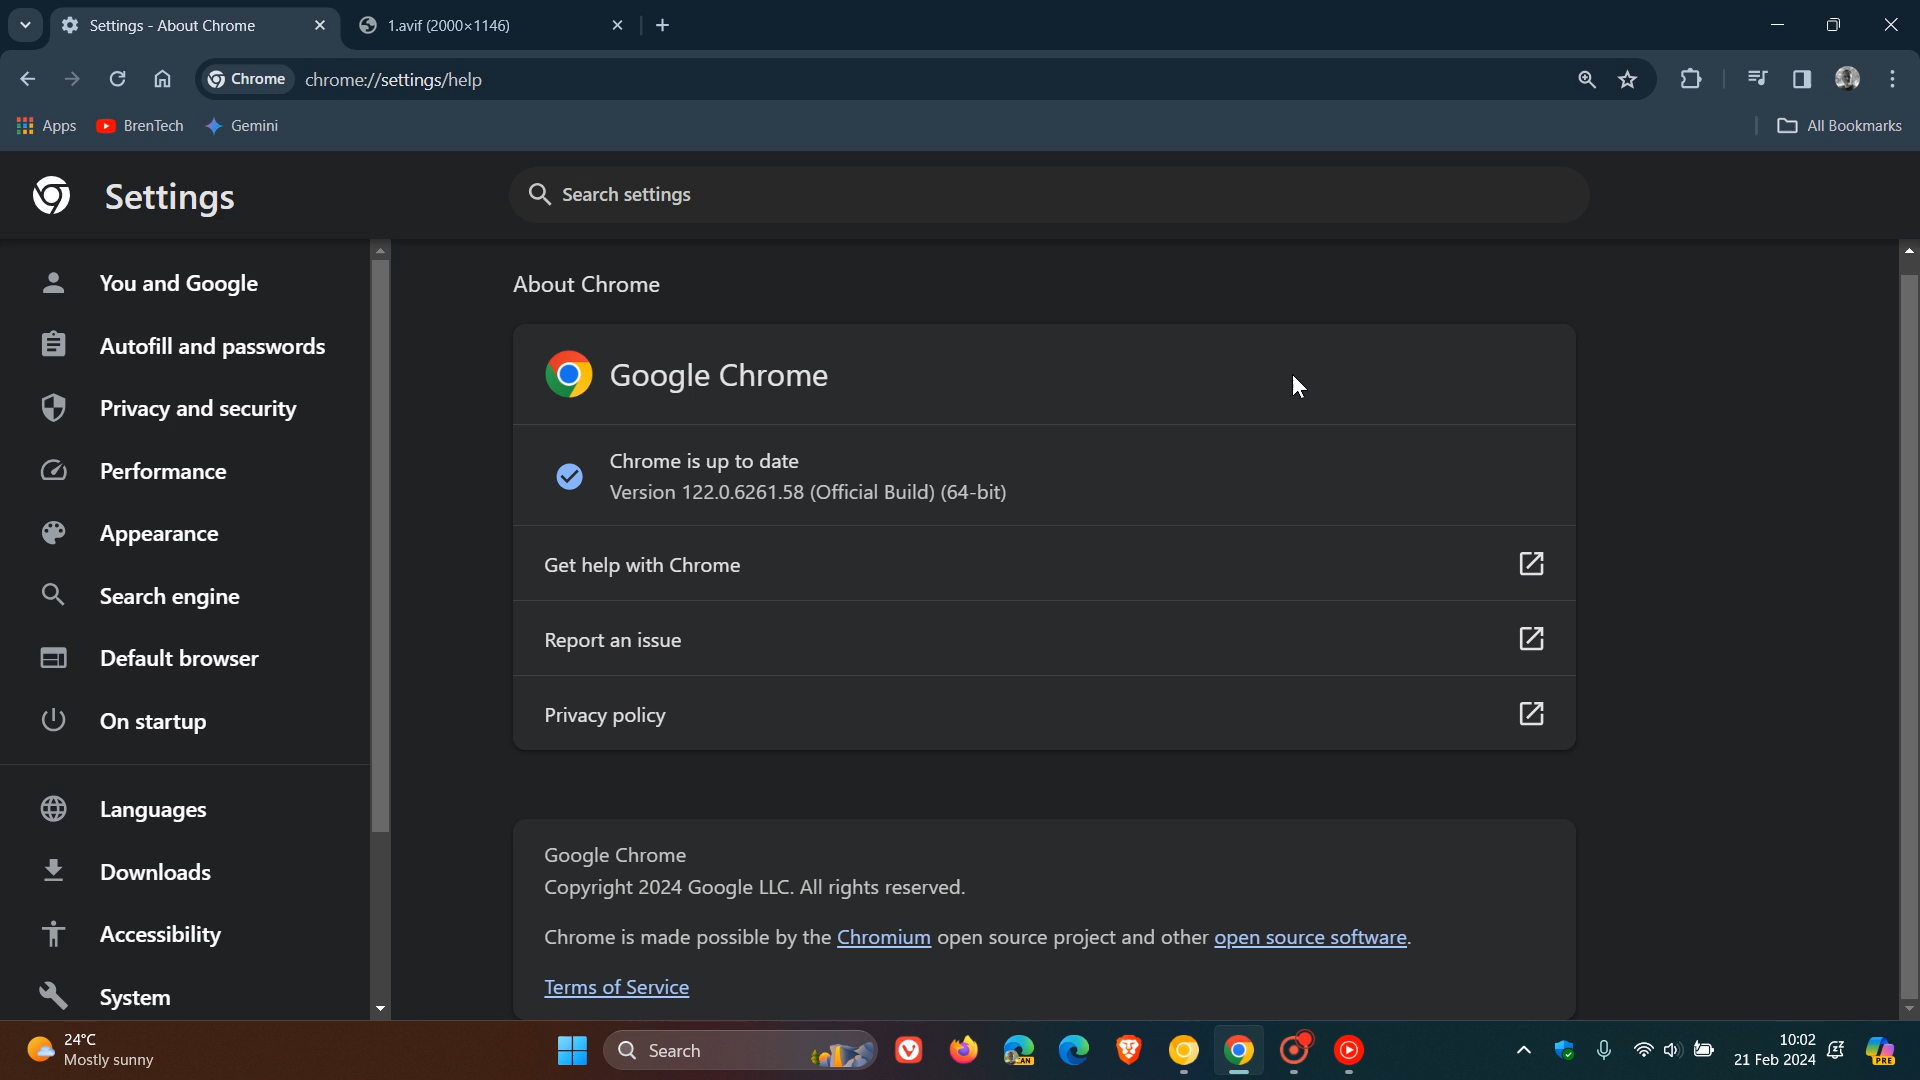 Settings - About Chrome
1.avif (2000×1146)
Chrome
chrome://settings/help
Apps
BrenTech
Gemini
All Bookmarks
Settings
Search settings
You and Google
Autofill and passwords
Privacy and security
Performance
Appearance
Search engine
Default browser
On startup
Languages
Downloads
Accessibility
System
About Chrome
Google Chrome
Chrome is up to date
Version 122.0.6261.58 (Official Build) (64-bit)
Get help with Chrome
Report an issue
Privacy policy
Google Chrome
Copyright 2024 Google LLC. All rights reserved.
Chrome is made possible by the Chromium open source project and other open source software.
Terms of Service
24°C
Mostly sunny
Search
CAN
10:02
21 Feb 2024
PRE